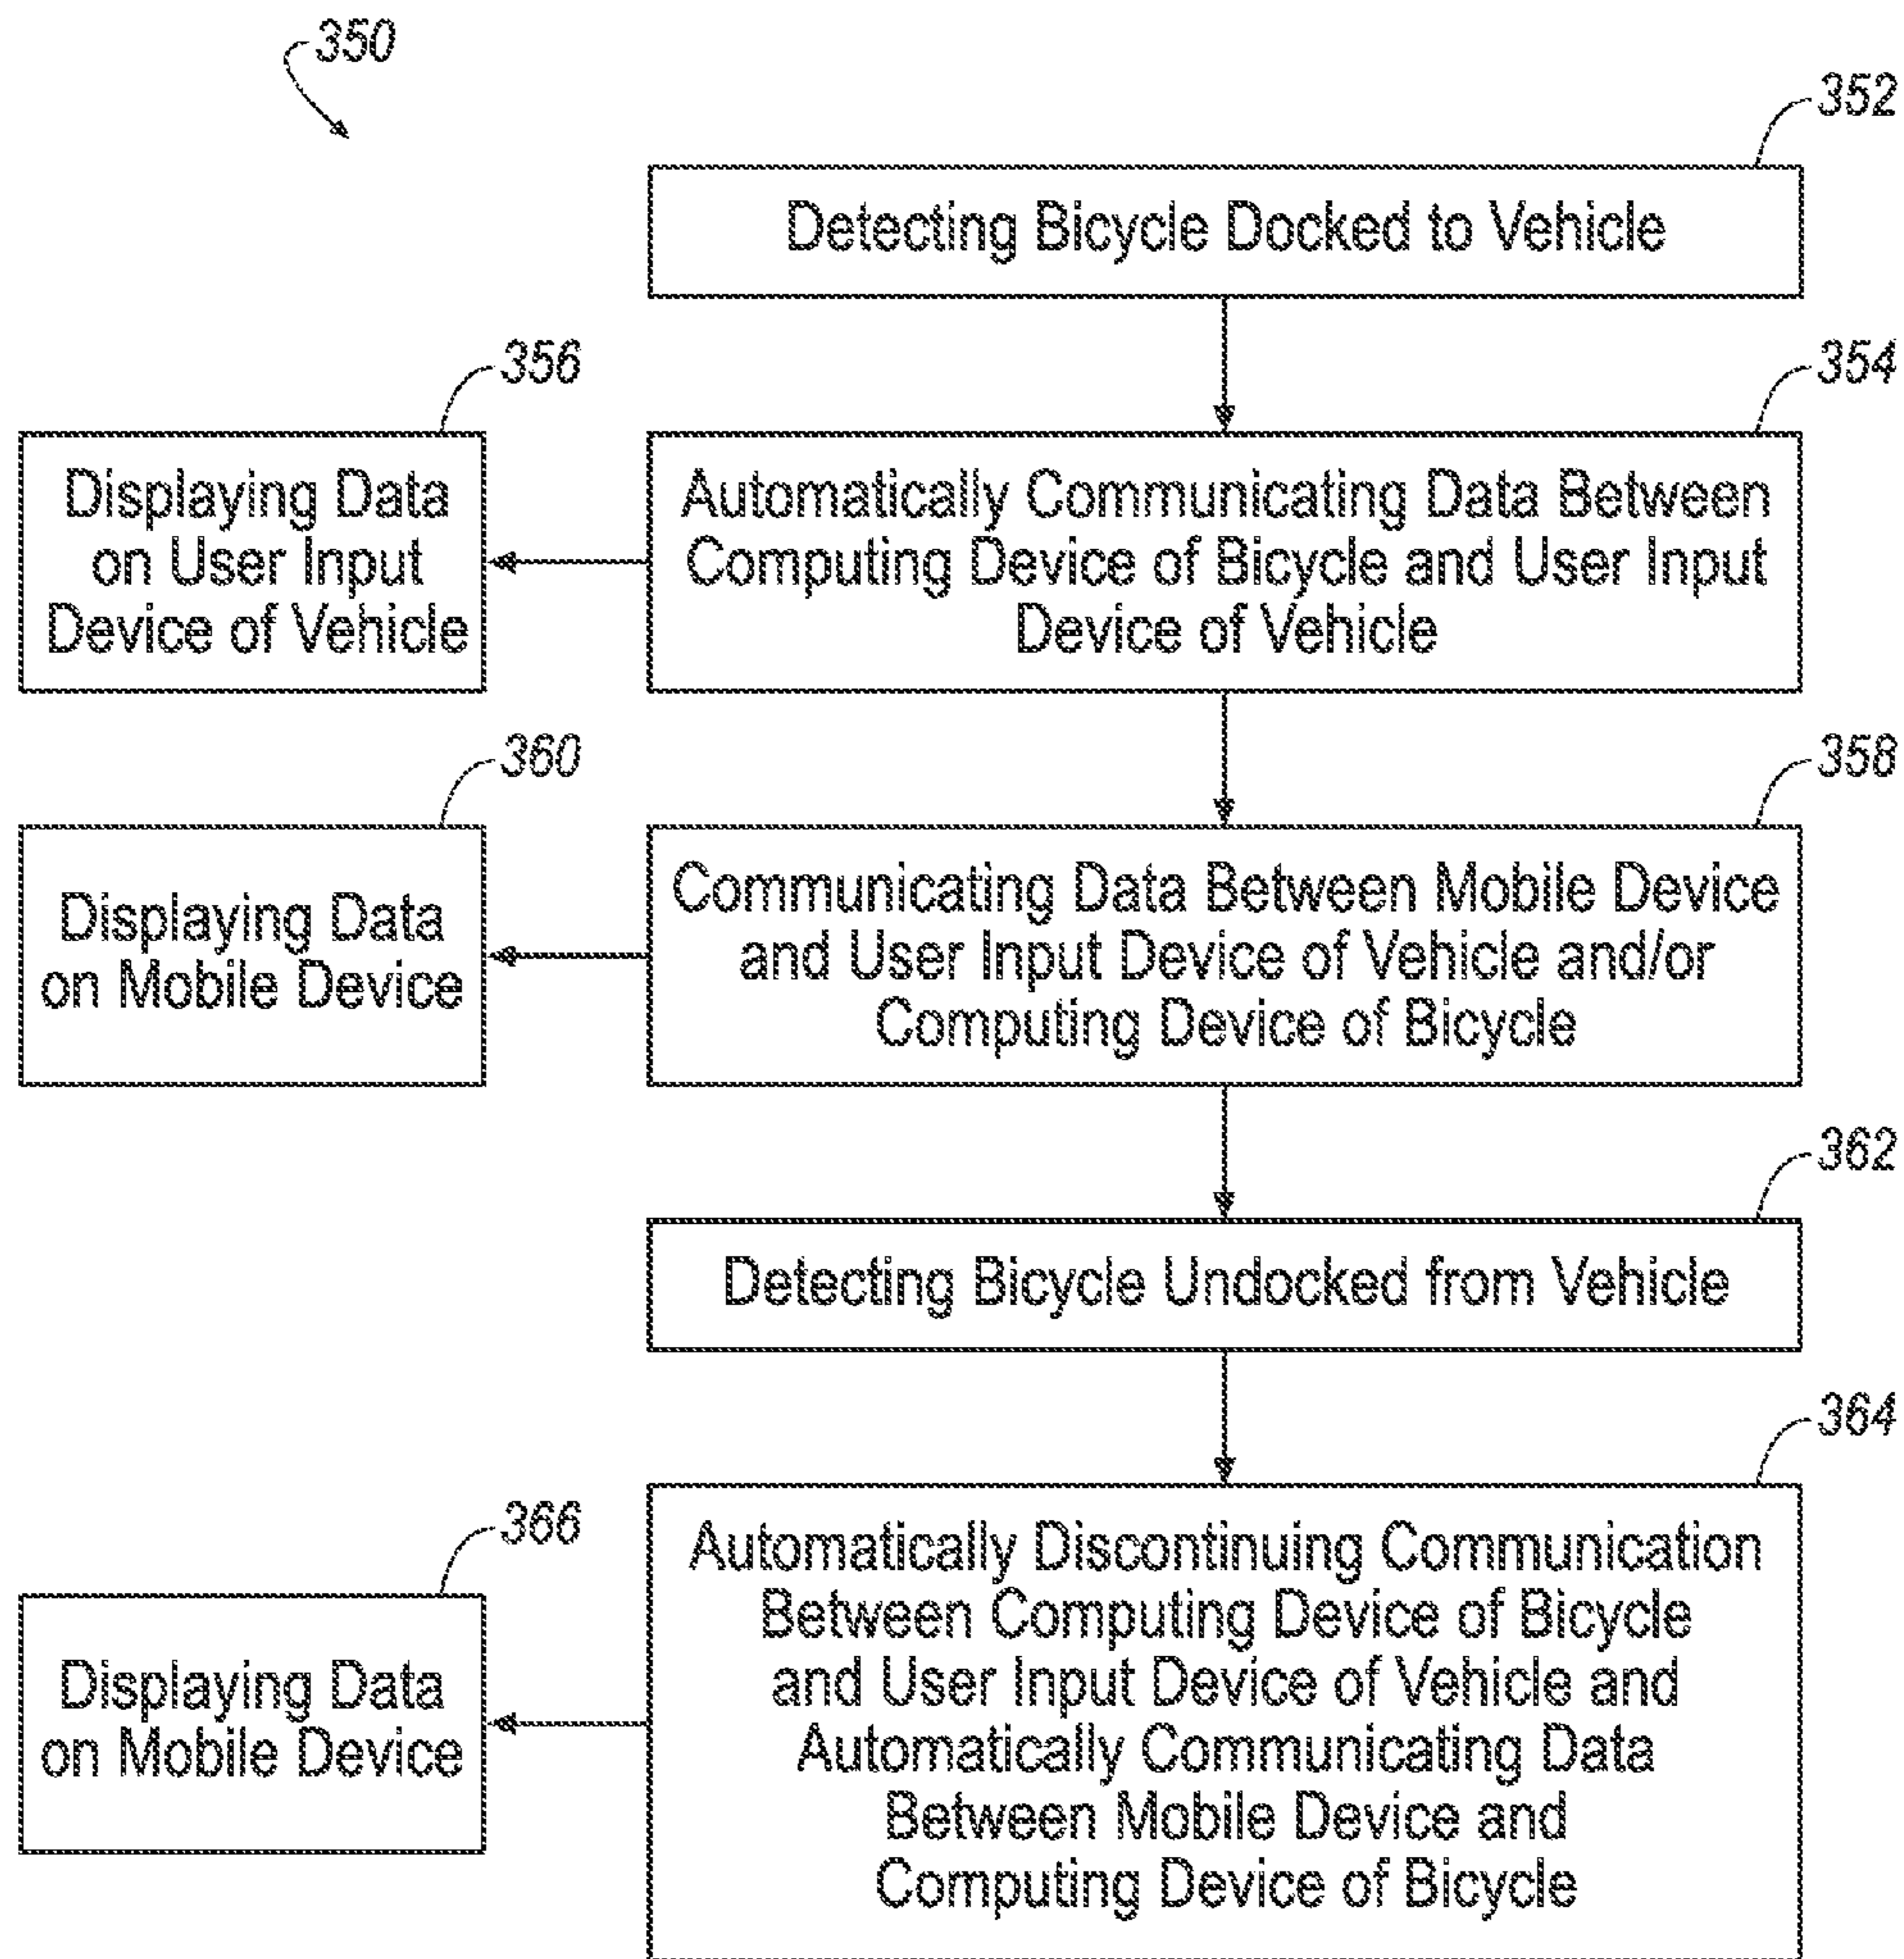 350
352
Detecting Bicycle Docked to Vehicle
354
Automatically Communicating Data Between
Computing Device of Bicycle and User Input
Device of Vehicle
356
Displaying Data
on User Input
Device of Vehicle
358
Communicating Data Between Mobile Device
and User Input Device of Vehicle and/or
Computing Device of Bicycle
360
Displaying Data
on Mobile Device
362
Detecting Bicycle Undocked from Vehicle
364
Automatically Discontinuing Communication
Between Computing Device of Bicycle
and User Input Device of Vehicle and
Automatically Communicating Data
Between Mobile Device and
Computing Device of Bicycle
366
Displaying Data
on Mobile Device